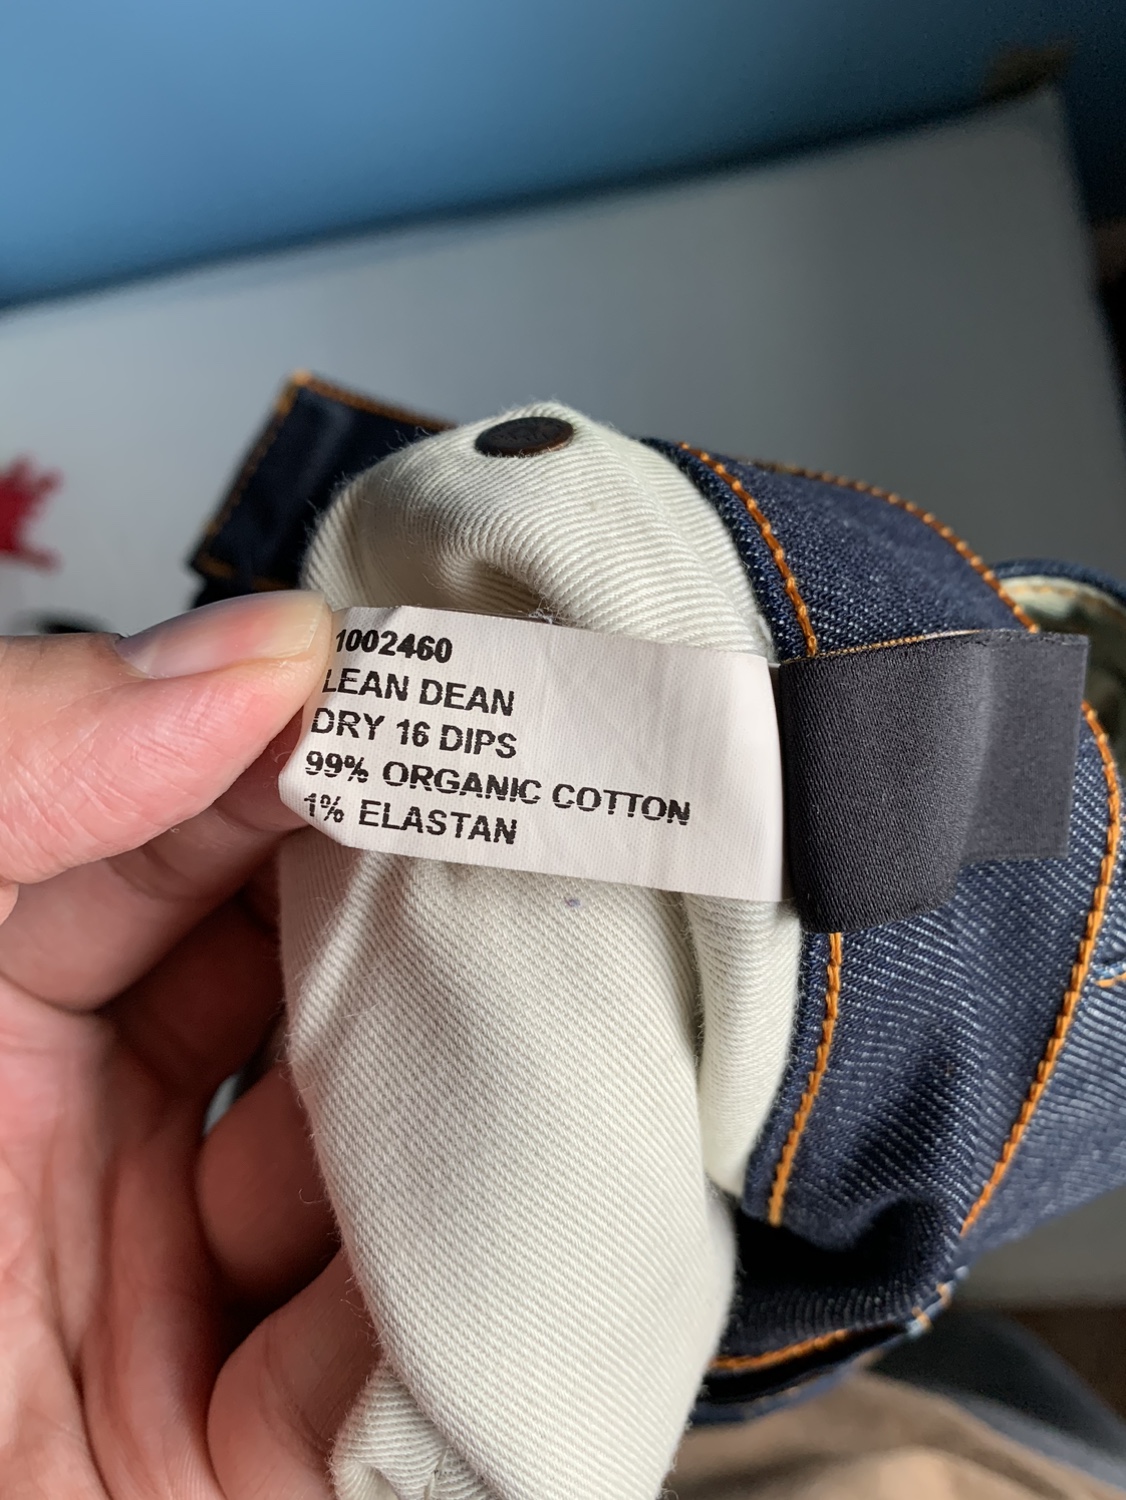 1002460
LEAN DEAN
DRY 16 DIPS
99% ORGANIC COTTON
1% ELASTAN